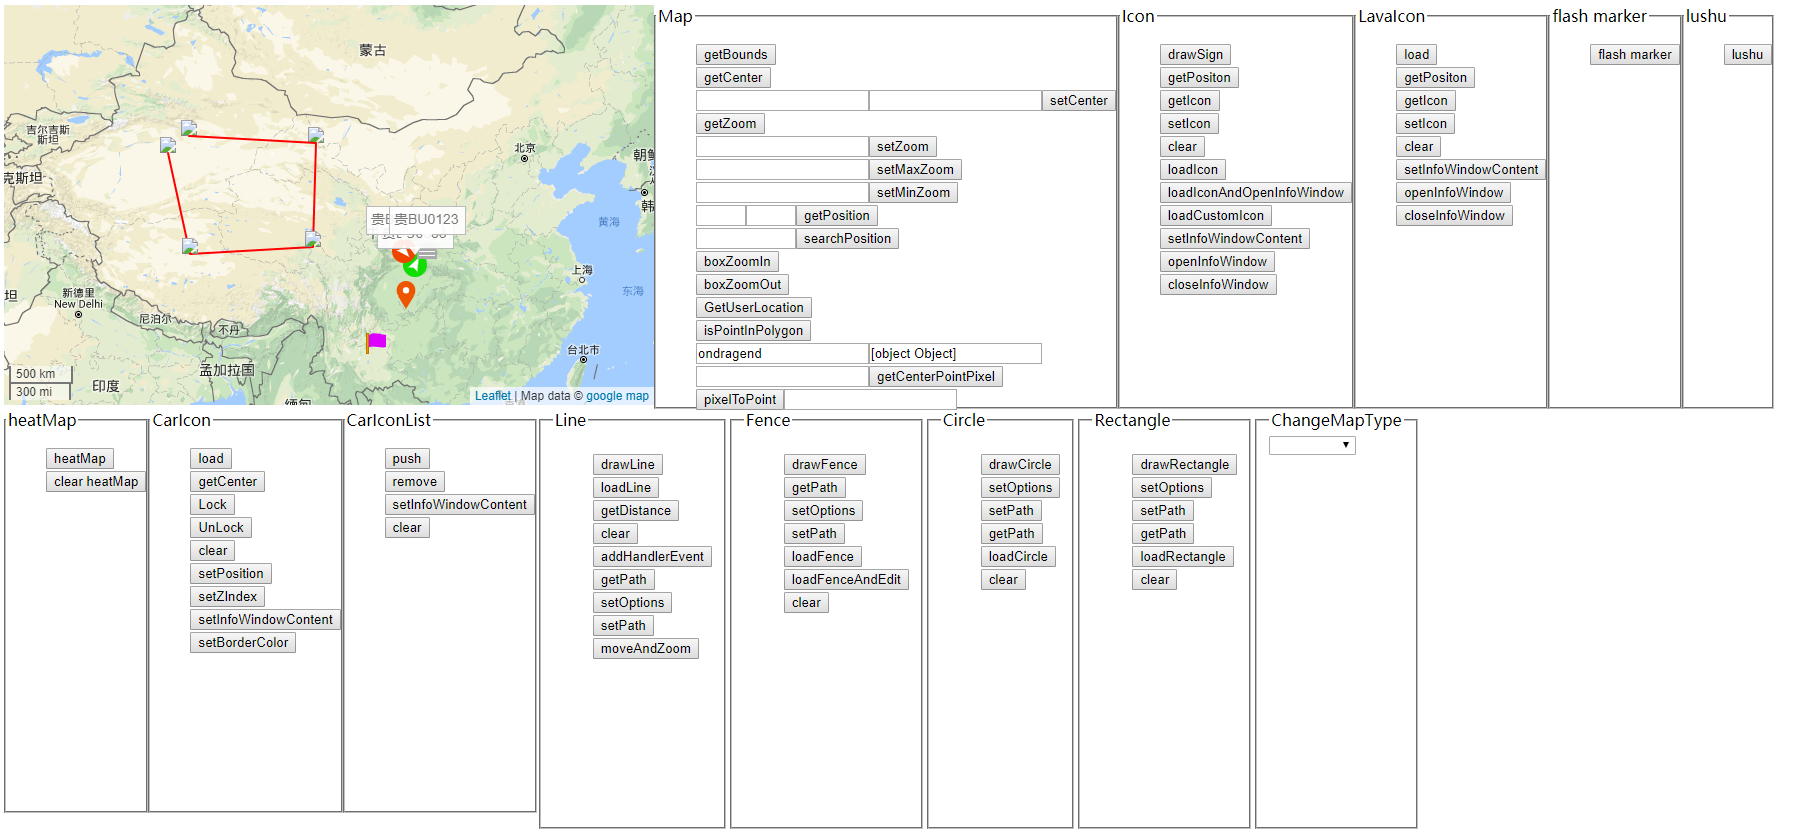 蒙古
吉尔吉斯
斯坦
克斯坦
北京
朝鲜
韩
黄海
贵BU0123
上海
东海
坦
新德里
New Delhi
尼泊尔
不丹
台北市
孟加拉国
印度
缅甸
500 km
300 mi
Leaflet | Map data © google map
Map
getBounds
getCenter
setCenter
getZoom
setZoom
setMaxZoom
setMinZoom
getPosition
searchPosition
boxZoomIn
boxZoomOut
GetUserLocation
isPointInPolygon
ondragend [object Object]
getCenterPointPixel
pixelToPoint
Icon
drawSign
getPositon
getIcon
setIcon
clear
loadIcon
loadIconAndOpenInfoWindow
loadCustomIcon
setInfoWindowContent
openInfoWindow
closeInfoWindow
LavaIcon
load
getPositon
getIcon
setIcon
clear
setInfoWindowContent
openInfoWindow
closeInfoWindow
flash marker
flash marker
lushu
lushu
heatMap
heatMap
clear heatMap
CarIcon
load
getCenter
Lock
UnLock
clear
setPosition
setZIndex
setInfoWindowContent
setBorderColor
CarIconList
push
remove
setInfoWindowContent
clear
Line
drawLine
loadLine
getDistance
clear
addHandlerEvent
getPath
setOptions
setPath
moveAndZoom
Fence
drawFence
getPath
setOptions
setPath
loadFence
loadFenceAndEdit
clear
Circle
drawCircle
setOptions
setPath
getPath
loadCircle
clear
Rectangle
drawRectangle
setOptions
setPath
getPath
loadRectangle
clear
ChangeMapType